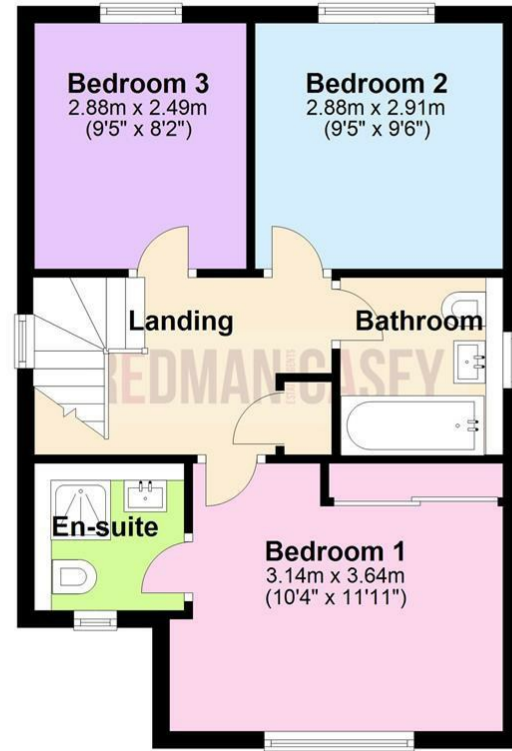 Bedroom 3
2.88m x 2.49m
(9'5" x 8'2")
Bedroom 2
2.88m x 2.91m
(9'5" x 9'6")
Landing
Bathroom
REDMAN CASEY
En-suite
Bedroom 1
3.14m x 3.64m
(10'4" x 11'11")